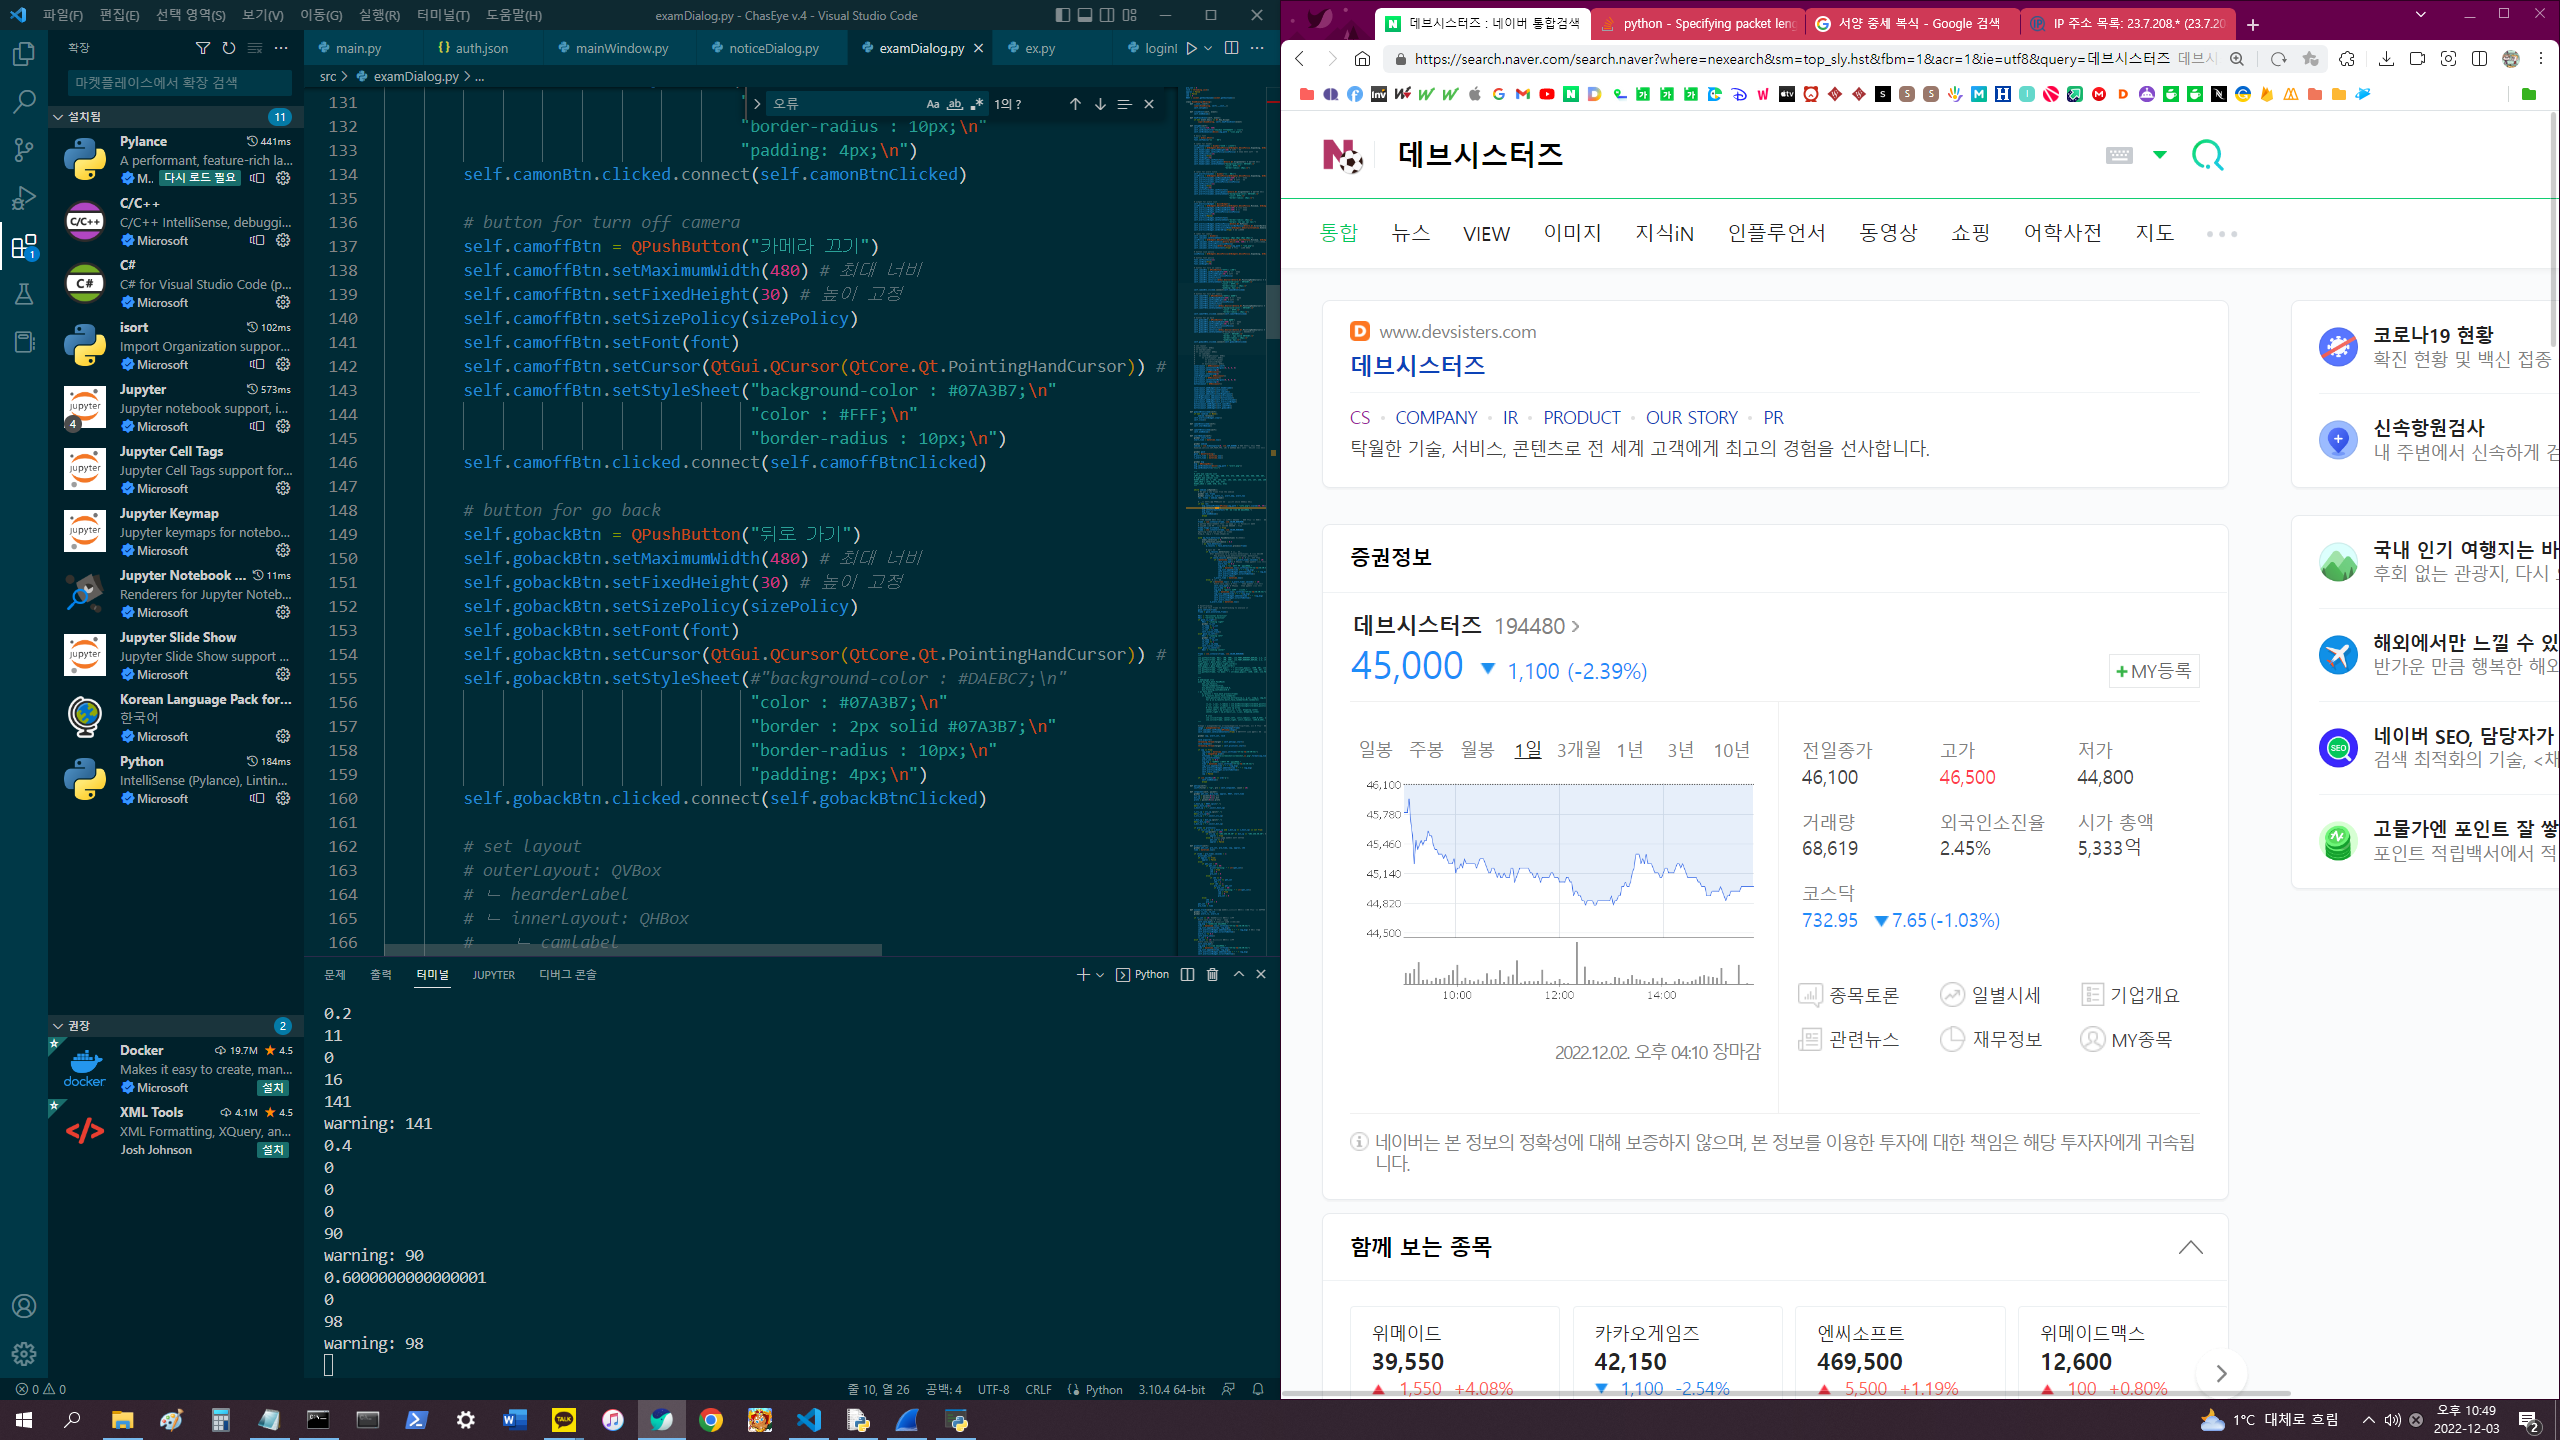 파일(F) 편집(E) 선택 영역(S) 보기(V) 이동(G) 실행(R) 터미널(T) 도움말(H)
examDialog.py - ChasEye v.4 - Visual Studio Code
확장
마켓플레이스에서 확장 검색
설치됨 11
Pylance 441ms
A performant, feature-rich la...
M.. 다시 로드 필요
C/C++
C/C++ IntelliSense, debuggi...
Microsoft
C#
C# for Visual Studio Code (p...
Microsoft
isort 102ms
Import Organization suppor...
Microsoft
Jupyter 573ms
Jupyter notebook support, i...
Microsoft
4
Jupyter Cell Tags
Jupyter Cell Tags support for...
Microsoft
Jupyter Keymap
Jupyter keymaps for notebo...
Microsoft
Jupyter Notebook ... 11ms
Renderers for Jupyter Noteb...
Microsoft
Jupyter Slide Show
Jupyter Slide Show support ...
Microsoft
Korean Language Pack for...
한국어
Microsoft
Python 184ms
IntelliSense (Pylance), Lintin...
Microsoft
권장 2
Docker 19.7M 4.5
Makes it easy to create, man...
Microsoft 설치
XML Tools 4.1M 4.5
XML Formatting, XQuery, an...
Josh Johnson 설치
main.py auth.json mainWindow.py noticeDialog.py examDialog.py ex.py loginl
src > examDialog.py > ...
오류 1의 ?
131
132 "border-radius : 10px;\n"
133 "padding: 4px;\n")
134 self.camonBtn.clicked.connect(self.camonBtnClicked)
135
136 # button for turn off camera
137 self.camoffBtn = QPushButton("카메라 끄기")
138 self.camoffBtn.setMaximumWidth(480) # 최대 너비
139 self.camoffBtn.setFixedHeight(30) # 높이 고정
140 self.camoffBtn.setSizePolicy(sizePolicy)
141 self.camoffBtn.setFont(font)
142 self.camoffBtn.setCursor(QtGui.QCursor(QtCore.Qt.PointingHandCursor)) #
143 self.camoffBtn.setStyleSheet("background-color : #07A3B7;\n"
144 "color : #FFF;\n"
145 "border-radius : 10px;\n")
146 self.camoffBtn.clicked.connect(self.camoffBtnClicked)
147
148 # button for go back
149 self.gobackBtn = QPushButton("뒤로 가기")
150 self.gobackBtn.setMaximumWidth(480) # 최대 너비
151 self.gobackBtn.setFixedHeight(30) # 높이 고정
152 self.gobackBtn.setSizePolicy(sizePolicy)
153 self.gobackBtn.setFont(font)
154 self.gobackBtn.setCursor(QtGui.QCursor(QtCore.Qt.PointingHandCursor)) #
155 self.gobackBtn.setStyleSheet(#"background-color : #DAEBC7;\n"
156 "color : #07A3B7;\n"
157 "border : 2px solid #07A3B7;\n"
158 "border-radius : 10px;\n"
159 "padding: 4px;\n")
160 self.gobackBtn.clicked.connect(self.gobackBtnClicked)
161
162 # set layout
163 # outerLayout: QVBox
164 # ㄴ hearderLabel
165 # ㄴ innerLayout: QHBox
166 # ㄴ camlabel
문제 출력 터미널 JUPYTER 디버그 콘솔
Python
0.2
11
0
16
141
warning: 141
0.4
0
0
0
90
warning: 90
0.6000000000000001
0
98
warning: 98
0 0
줄 10, 열 26 공백: 4 UTF-8 CRLF Python 3.10.4 64-bit
데브시스터즈 : 네이버 통합검색
python - Specifying packet leng
서양 중세 복식 - Google 검색
IP 주소 목록: 23.7.208.* (23.7.20
https://search.naver.com/search.naver?where=nexearch&sm=top_sly.hst&fbm=1&acr=1&ie=utf8&query=데브시스터즈
데브시스터즈
통합 뉴스 VIEW 이미지 지식iN 인플루언서 동영상 쇼핑 어학사전 지도
www.devsisters.com
데브시스터즈
CS COMPANY IR PRODUCT OUR STORY PR
탁월한 기술, 서비스, 콘텐츠로 전 세계 고객에게 최고의 경험을 선사합니다.
증권정보
데브시스터즈 194480
45,000 ▼ 1,100 (-2.39%)
+MY등록
일봉 주봉 월봉 1일 3개월 1년 3년 10년
46,100
45,780
45,460
45,140
44,820
44,500
10:00 12:00 14:00
2022.12.02. 오후 04:10 장마감
전일종가 고가 저가
46,100 46,500 44,800
거래량 외국인소진율 시가 총액
68,619 2.45% 5,333억
코스닥
732.95 ▼7.65 (-1.03%)
종목토론 일별시세 기업개요
관련뉴스 재무정보 MY종목
네이버는 본 정보의 정확성에 대해 보증하지 않으며, 본 정보를 이용한 투자에 대한 책임은 해당 투자자에게 귀속됩
니다.
함께 보는 종목
위메이드 카카오게임즈 엔씨소프트 위메이드맥스
39,550 42,150 469,500 12,600
▲ 1,550 +4.08% ▼ 1,100 -2.54% ▲ 5,500 +1.19% ▲ 100 +0.80%
코로나19 현황
확진 현황 및 백신 접종
신속항원검사
내 주변에서 신속하게 검
국내 인기 여행지는 바
후회 없는 관광지, 다시
해외에서만 느낄 수 있
반가운 만큼 행복한 해외
네이버 SEO, 담당자가
검색 최적화의 기술, <채
고물가엔 포인트 잘 쌓
포인트 적립백서에서 적
1°C 대체로 흐림
오후 10:49
2022-12-03
2